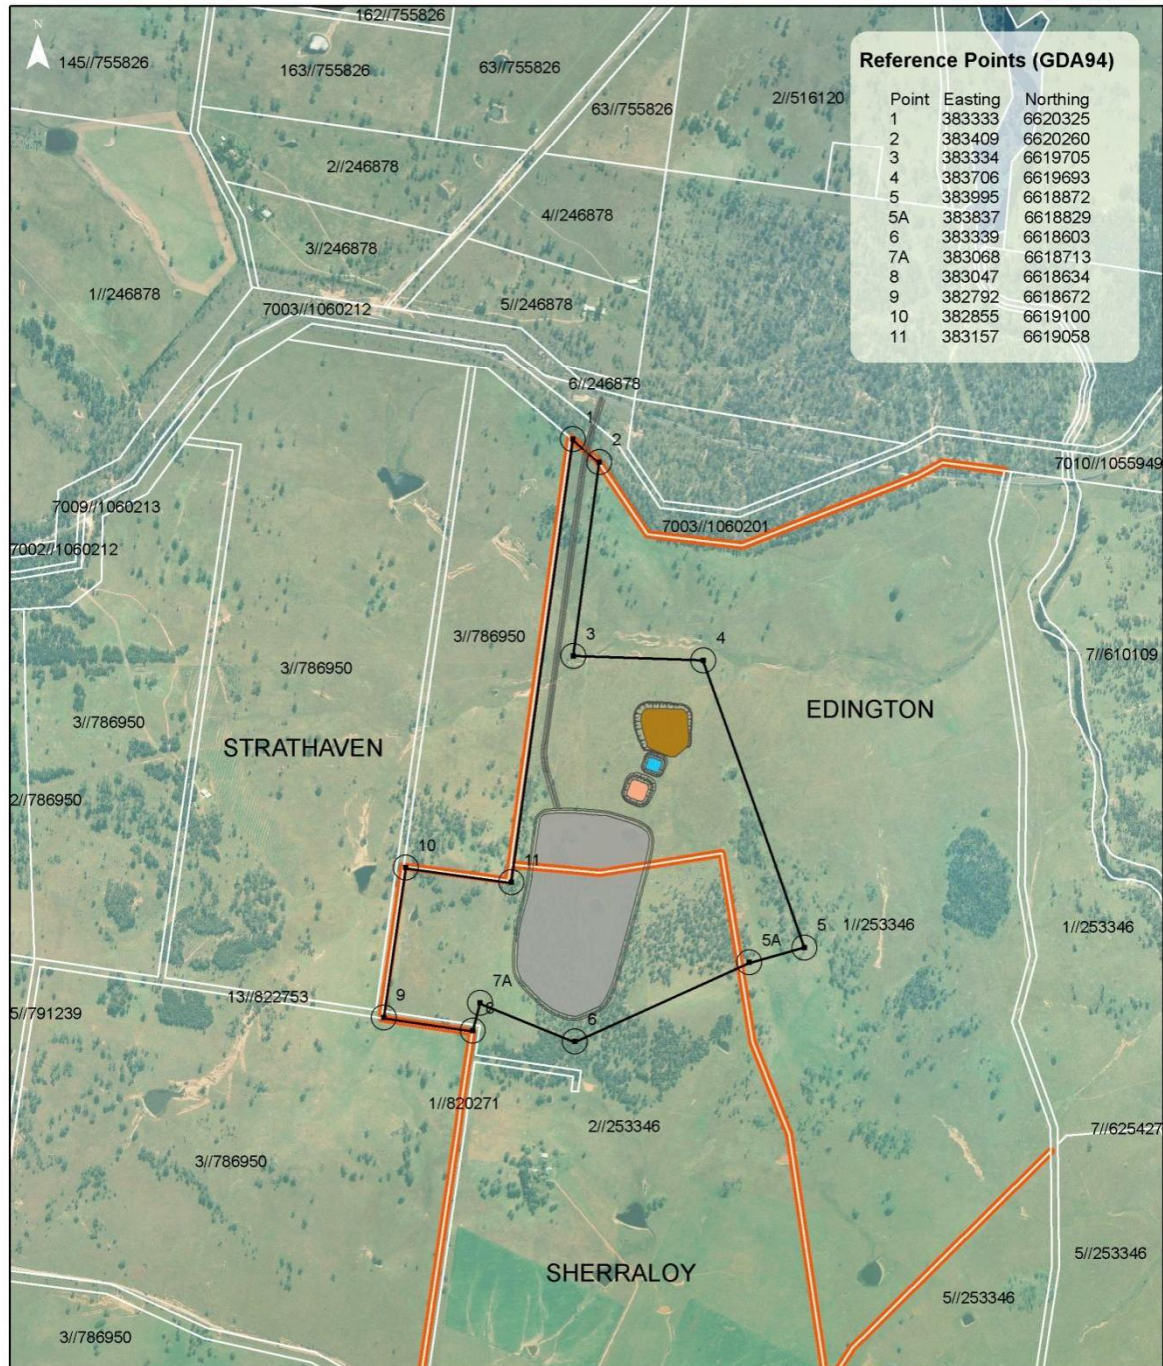 N
162//755826
145//755826
163//755826
63//755826
2//516120
63//755826
Reference Points (GDA94)
Point Easting Northing
1 383333 6620325
2 383409 6620260
3 383334 6619705
4 383706 6619693
5 383995 6618872
5A 383837 6618829
6 383339 6618603
7A 383068 6618713
8 383047 6618634
9 382792 6618672
10 382855 6619100
11 383157 6619058
2//246878
4//246878
3//246878
1//246878
7003//1060212
5//246878
6//246878
1
2
7010//1055949
7009//1060213
7003//1060201
7002//1060212
3//786950
3
4
7//610109
3//786950
3//786950
EDINGTON
STRATHAVEN
2//786950
10
11
5
1//253346
1//253346
5A
13//822753
9
7A
8
6
5//791239
1//820271
2//253346
7//625427
3//786950
5//253346
SHERRALOY
5//253346
3//786950